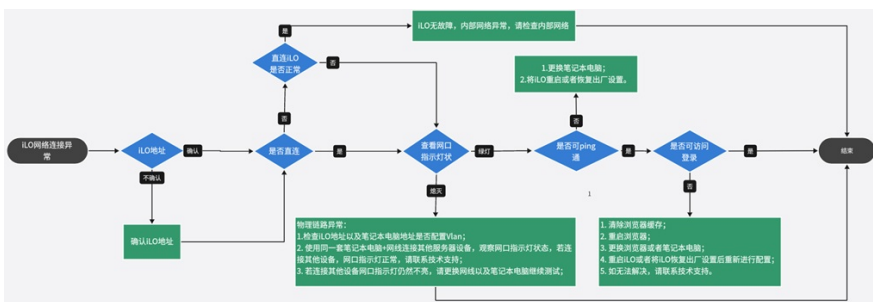 是
iLO无故障，内部网络异常，请检查内部网络
直连iLO
是否正常
否
1.更换笔记本电脑；
2.将iLO重启或者恢复出厂设置。
否
否
iLO网络连接异
常
iLO地址
确认
是否直连
是
查看网口
指示灯状
绿灯
是否可ping
通
是
是否可访问
登录
是
结束
不确认
熄灭
否
1
确认iLO地址
物理链路异常：
1.检查iLO地址以及笔记本电脑地址是否配置Vlan；
2. 使用同一套笔记本电脑+网线连接其他服务器设备，观察网口指示灯状态，若连
接其他设备，网口指示灯正常，请联系技术支持；
3. 若连接其他设备网口指示灯仍然不亮，请更换网线以及笔记本电脑继续测试；
1. 清除浏览器缓存；
2. 重启浏览器；
3. 更换浏览器或者笔记本电脑；
4. 重启iLO或者将iLO恢复出厂设置后重新进行配置；
5. 如无法解决，请联系技术支持。